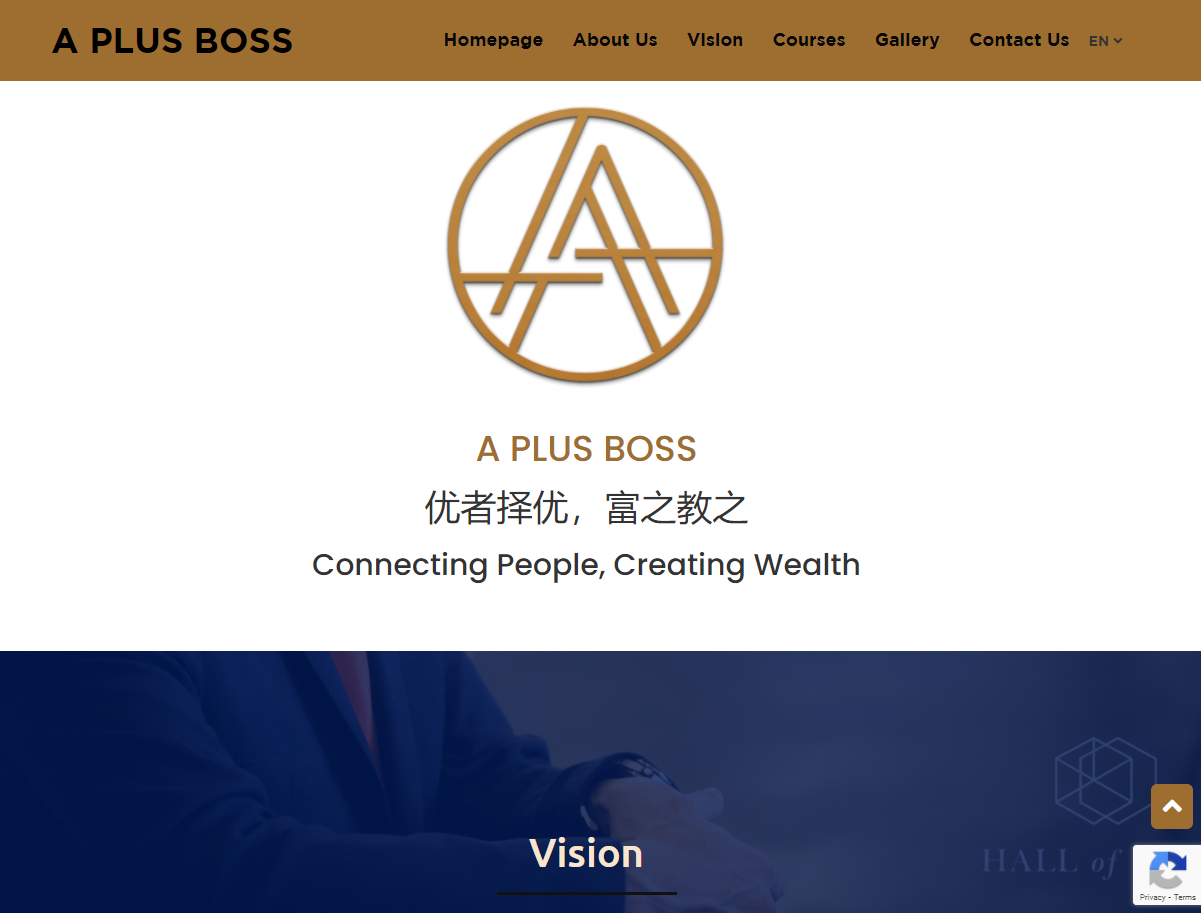 A PLUS BOSS
Homepage About Us VIsion Courses Gallery Contact Us EN
A PLUS BOSS
优者择优，富之教之
Connecting People, Creating Wealth
HALL of
Vision
Privacy - Terms